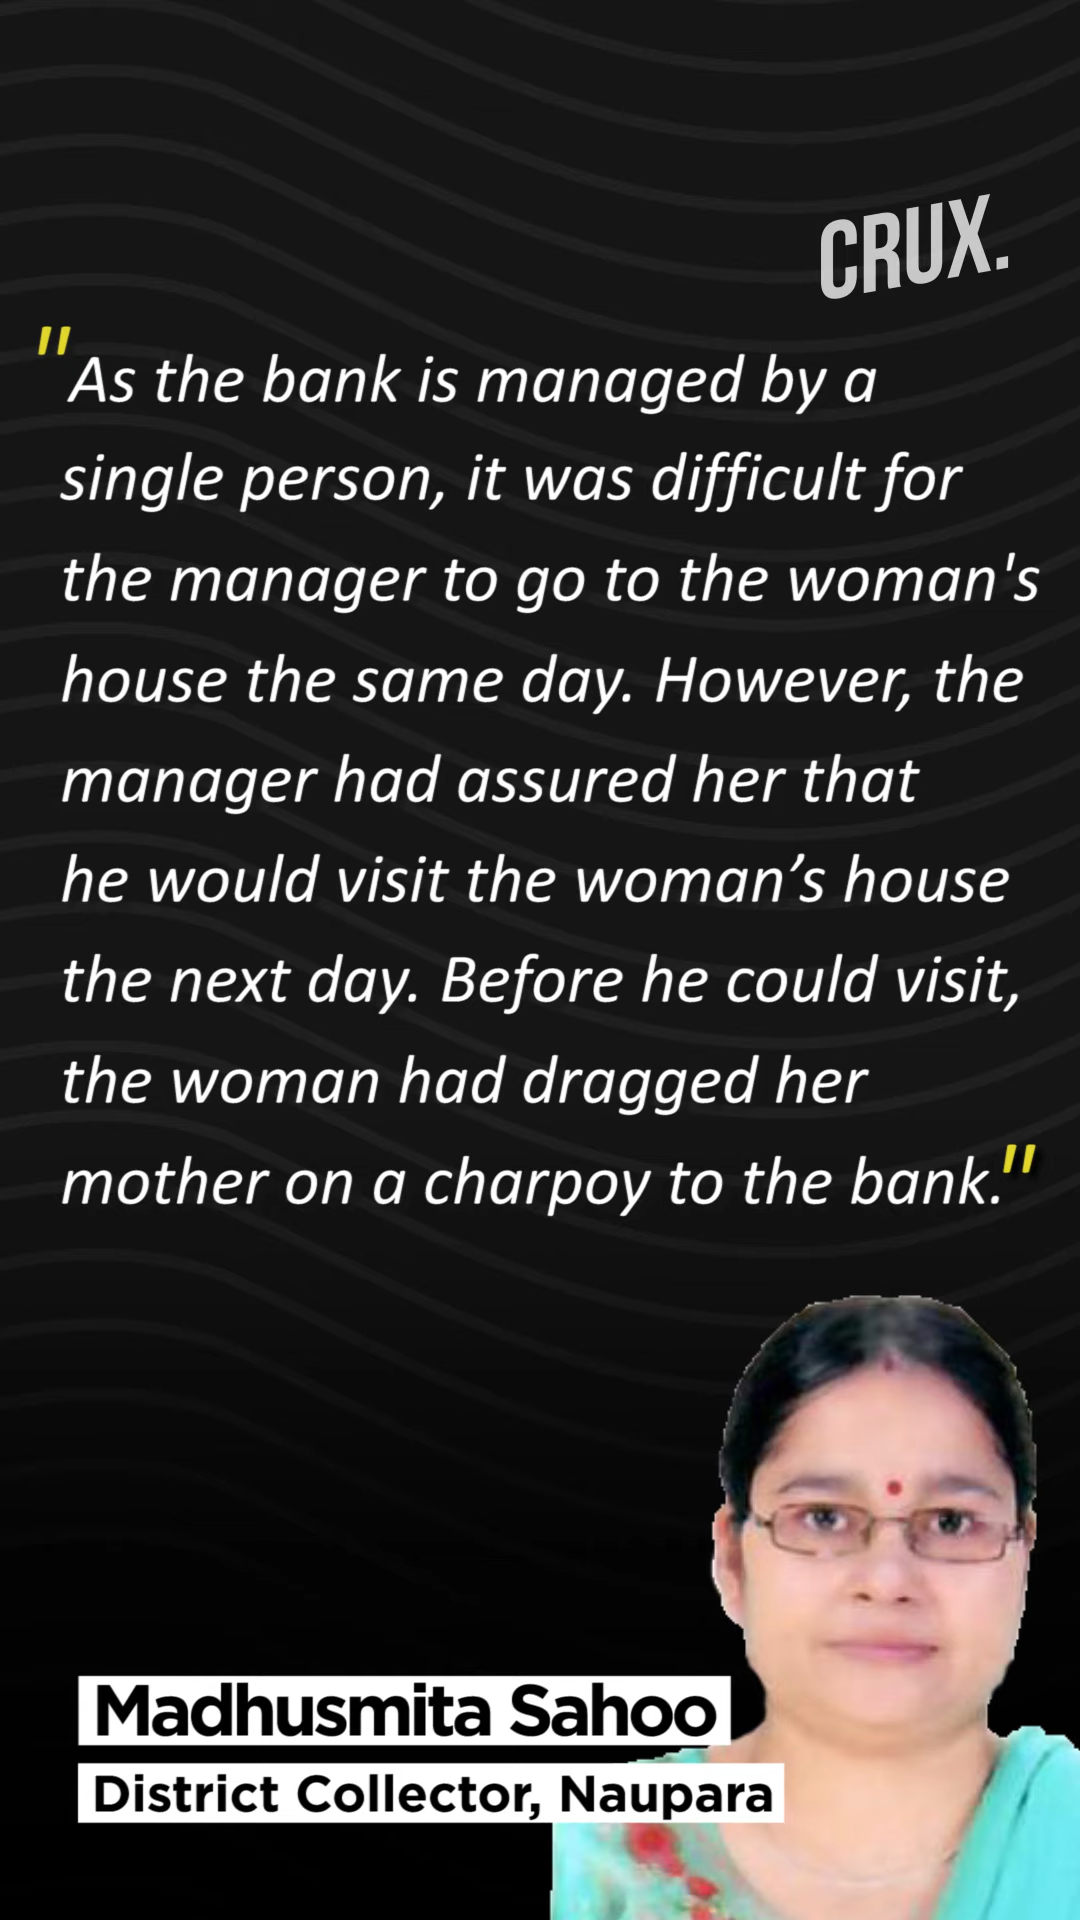 CRUX.
"As the bank is managed by a
single person, it was difficult for
the manager to go to the woman's
house the same day. However, the
manager had assured her that
he would visit the woman’s house
the next day. Before he could visit,
the woman had dragged her
mother on a charpoy to the bank."
Madhusmita Sahoo
District Collector, Naupara